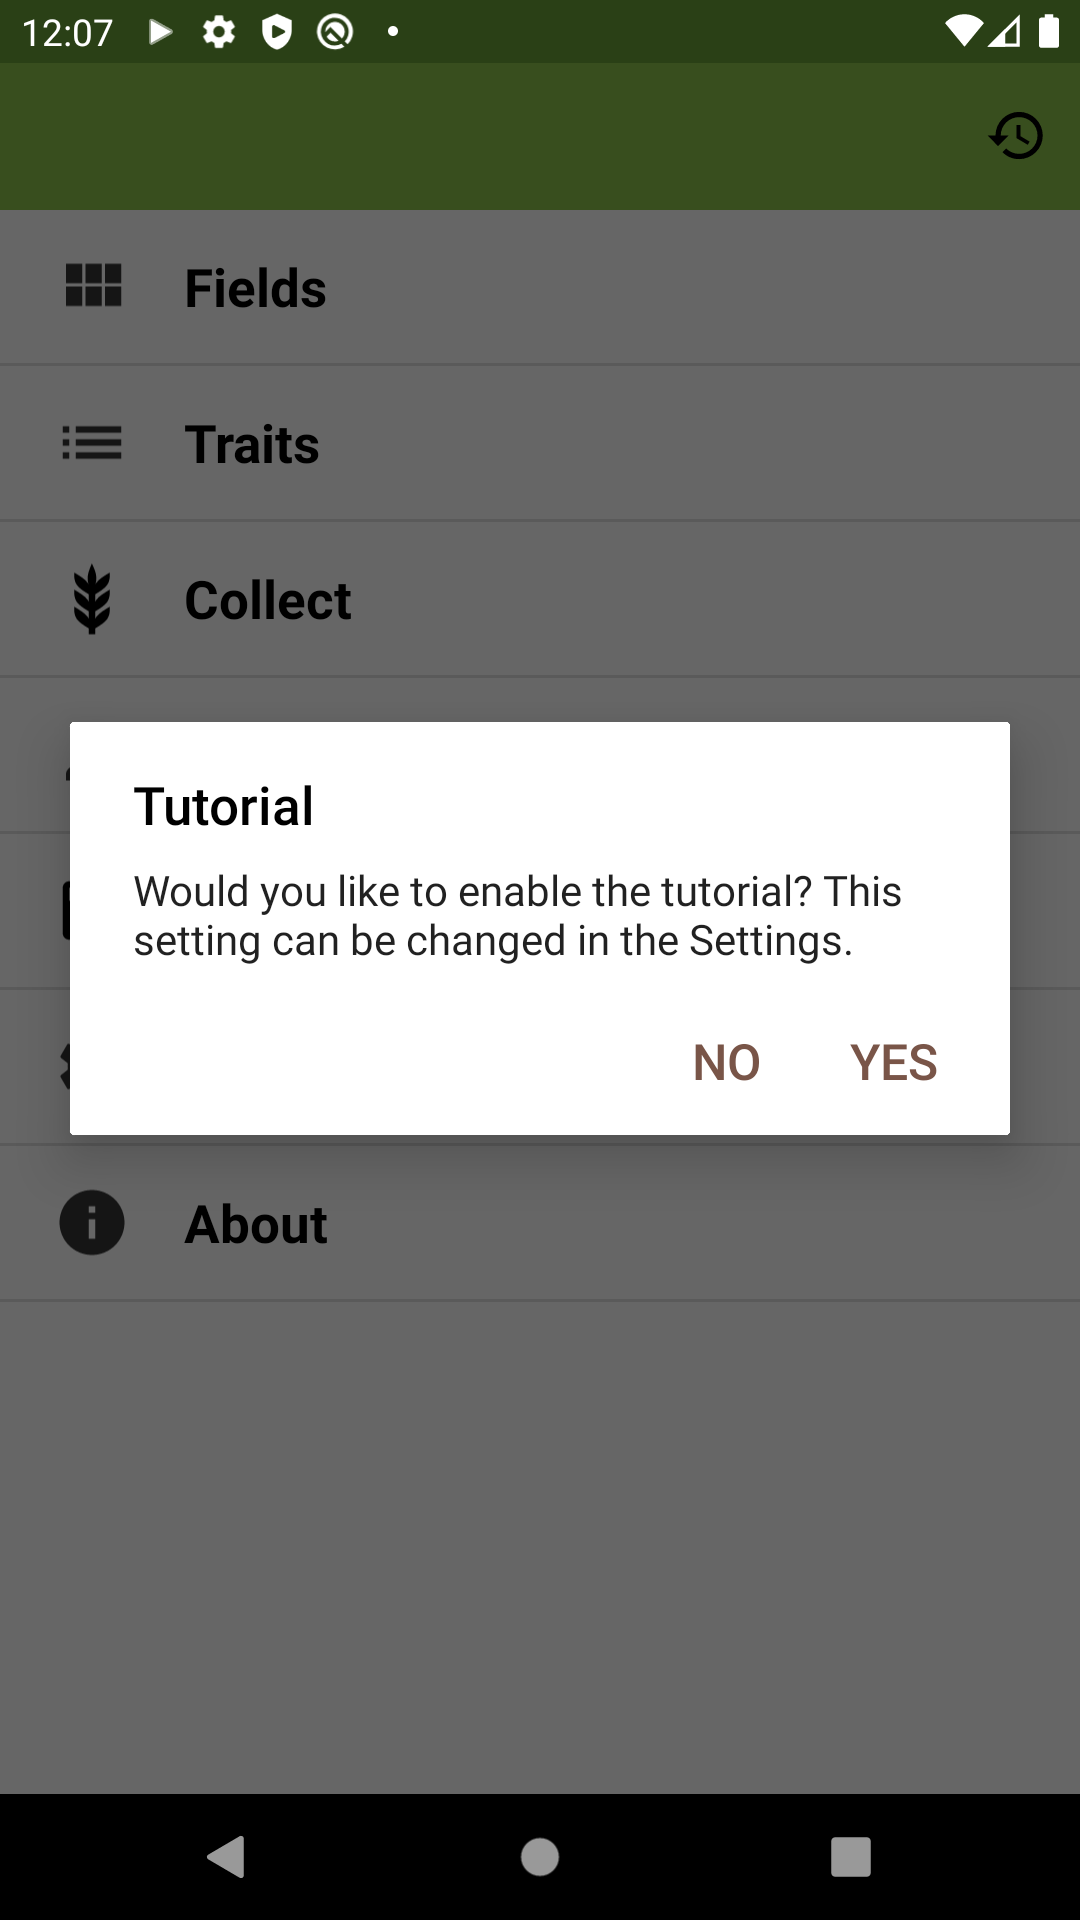 12:07
Fields
Traits
Collect
Tutorial
Would you like to enable the tutorial? This
setting can be changed in the Settings.
NO YES
About